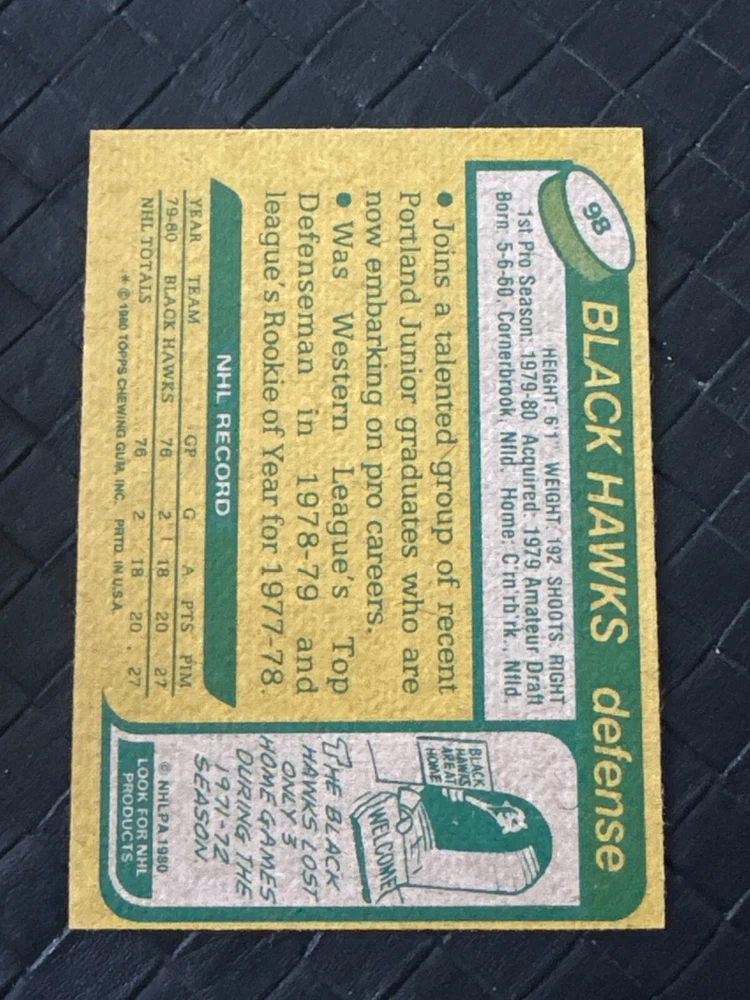 98
BLACK HAWKS defense
HEIGHT: 6'1" WEIGHT: 192 SHOOTS: RIGHT
1st Pro Season: 1979-80 Acquired: 1979 Amateur Draft
Born: 5-6-60, Cornerbrook, Nfld. Home: C'rn'rb'rk., Nfld.
• Joins a talented group of recent
Portland Junior graduates who are
now embarking on pro careers.
• Was Western League's Top
Defenseman in 1978-79 and
league's Rookie of Year for 1977-78.
NHL RECORD
YEAR TEAM GP G A PTS PIM
79-80 BLACK HAWKS 76 2 18 20 27
NHL TOTALS 76 2 18 20 27
* © 1980 TOPPS CHEWING GUM, INC. PRTD. IN U.S.A.
BLACK
HAWKS
ARE AT
HOME
WELCOME
THE BLACK
HAWKS LOST
ONLY 3
HOME GAMES
DURING THE
1971-72
SEASON.
© NHLPA 1980
LOOK FOR NHL
PRODUCTS